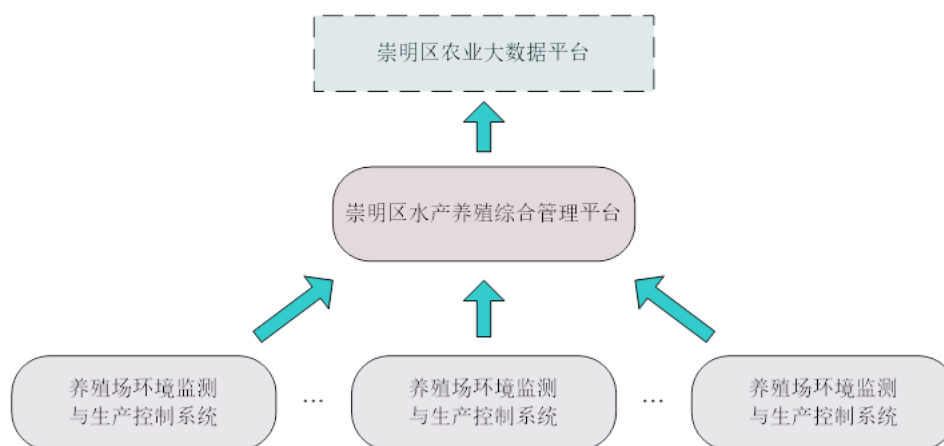 崇明区农业大数据平台
崇明区水产养殖综合管理平台
养殖场环境监测
与生产控制系统
…
养殖场环境监测
与生产控制系统
…
养殖场环境监测
与生产控制系统